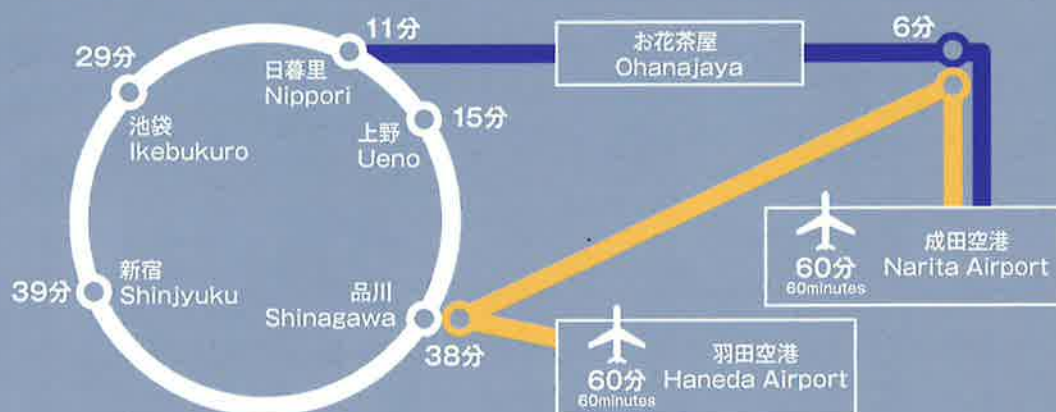 11分
日暮里
Nippori
29分
池袋
Ikebukuro
上野
Ueno
15分
お花茶屋
Ohanajaya
6分
新宿
Shinjyuku
39分
品川
Shinagawa
38分
60分
60minutes
成田空港
Narita Airport
60分
60minutes
羽田空港
Haneda Airport